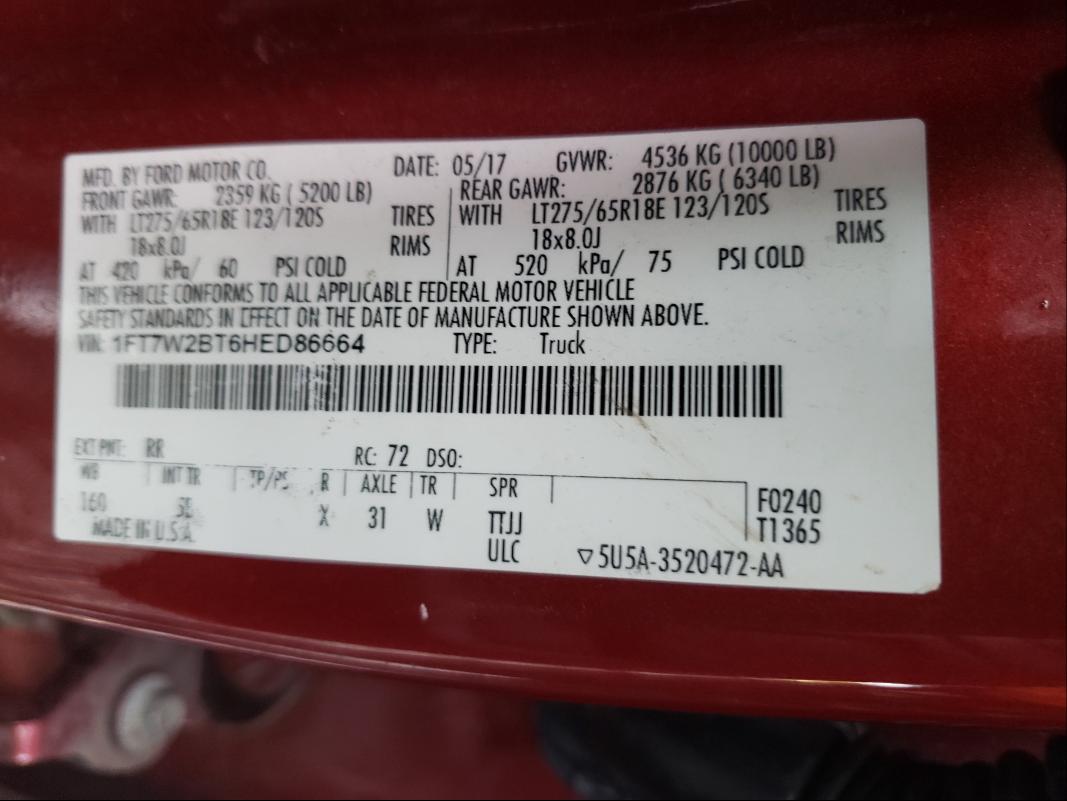 MFD. BY FORD MOTOR CO. DATE: 05/17 GVWR: 4536 KG (10000 LB)
FRONT GAWR: 2359 KG ( 5200 LB) REAR GAWR: 2876 KG ( 6340 LB)
WITH LT275/65R18E 123/120S TIRES WITH LT275/65R18E 123/120S TIRES
18x8.0J RIMS 18x8.0J RIMS
AT 420 kPa/ 60 PSI COLD AT 520 kPa/ 75 PSI COLD
THIS VEHICLE CONFORMS TO ALL APPLICABLE FEDERAL MOTOR VEHICLE
SAFETY STANDARDS IN EFFECT ON THE DATE OF MANUFACTURE SHOWN ABOVE.
VIN: 1FT7W2BT6HED86664 TYPE: Truck
EXT PNT: RR RC: 72 DSO:
WB INT TR TP/PS R AXLE TR SPR
160 X 31 W TTJJ F0240
MADE IN U.S.A. ULC T1365
▽5U5A-3520472-AA